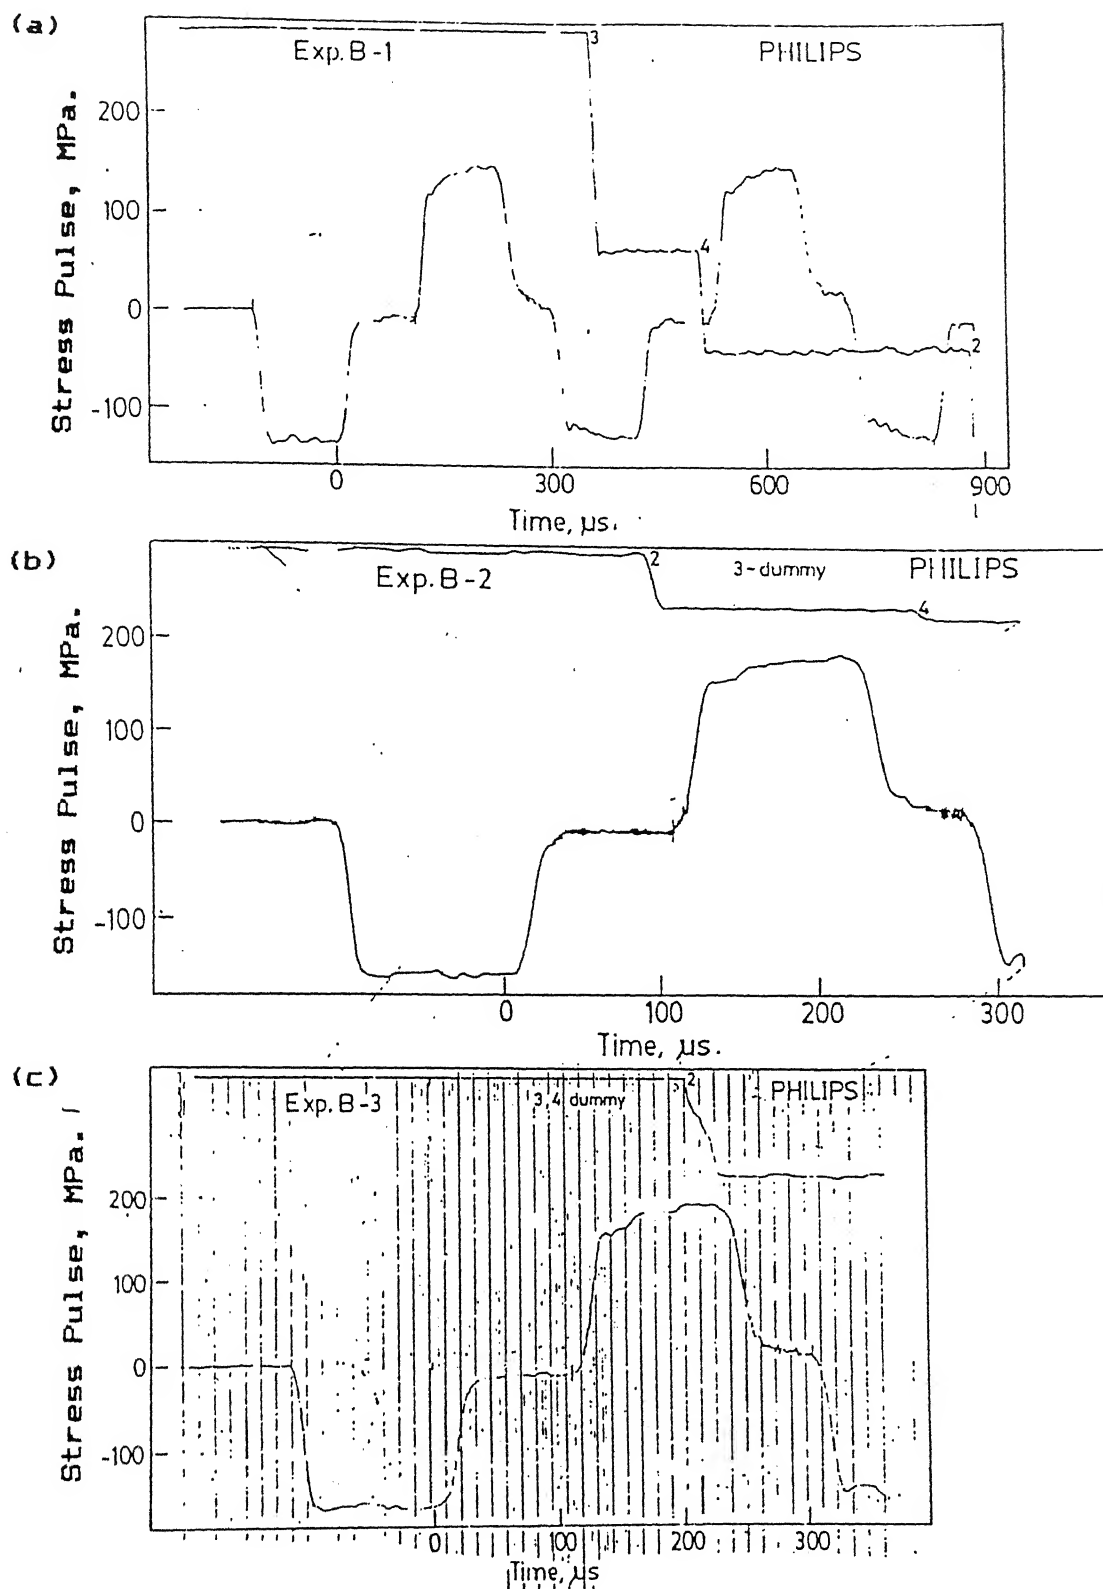 (a)
Exp. B-1
PHILIPS
3
4
2
Stress Pulse, MPa.
200
100
0
-100
0
300
600
900
Time, µs.
(b)
Exp. B-2
2
3-dummy
PHILIPS
4
Stress Pulse, MPa.
200
100
0
-100
0
100
200
300
Time, µs.
(c)
Exp. B-3
3,4 dummy
2
PHILIPS
Stress Pulse, MPa.
200
100
0
-100
0
100
200
300
Time, µs